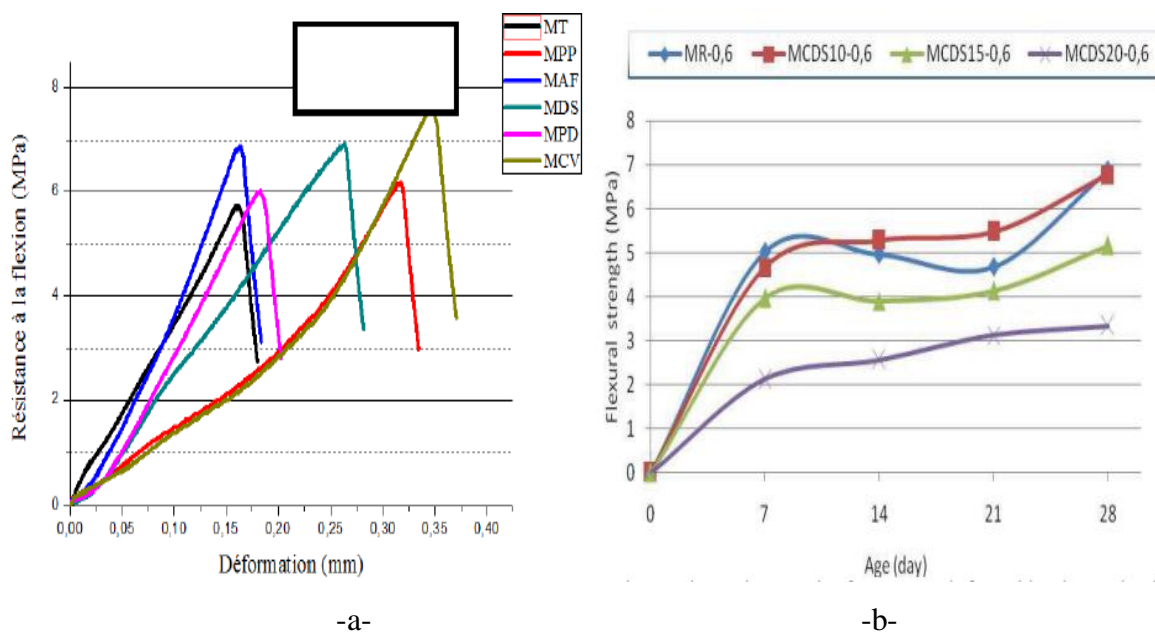 MT
MPP
MAF
MDS
MPD
MCV
Résistance à la flexion (MPa)
8
6
4
2
0
0,00 0,05 0,10 0,15 0,20 0,25 0,30 0,35 0,40
Déformation (mm)
-a-
MR-0,6 MCDS10-0,6 MCDS15-0,6 MCDS20-0,6
Flexural strength (MPa)
8
7
6
5
4
3
2
1
0
0 7 14 21 28
Age (day)
-b-